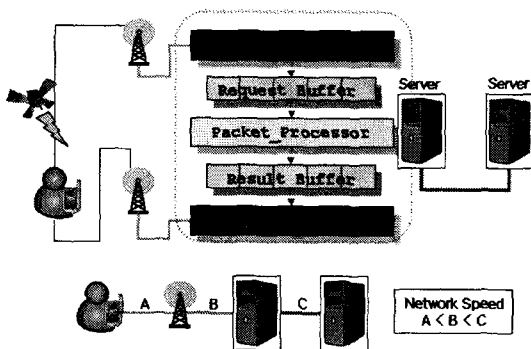 Request Buffer
Server
Server
Packet_Processor
Result Buffer
A
B
C
Network Speed
A < B < C